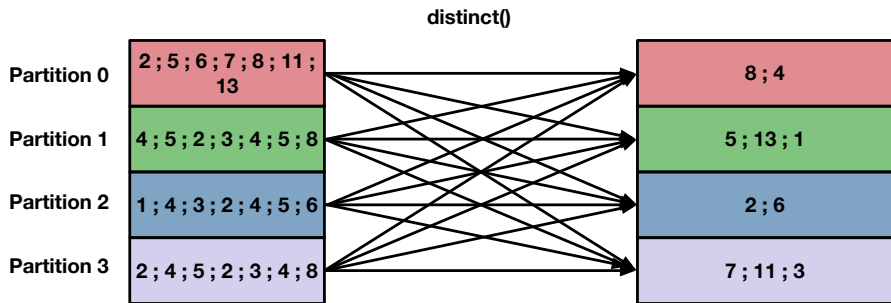 distinct()
Partition 0
2 ; 5 ; 6 ; 7 ; 8 ; 11 ;
13
8 ; 4
Partition 1
4 ; 5 ; 2 ; 3 ; 4 ; 5 ; 8
5 ; 13 ; 1
Partition 2
1 ; 4 ; 3 ; 2 ; 4 ; 5 ; 6
2 ; 6
Partition 3
2 ; 4 ; 5 ; 2 ; 3 ; 4 ; 8
7 ; 11 ; 3